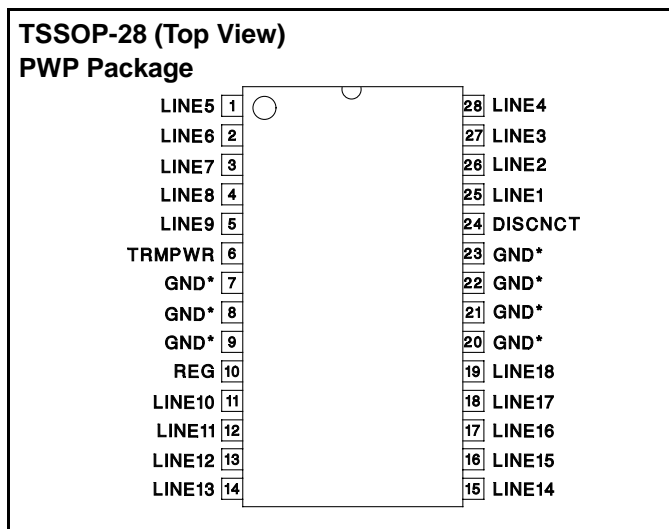 TSSOP-28 (Top View)
PWP Package
LINE5 1 28 LINE4
LINE6 2 27 LINE3
LINE7 3 26 LINE2
LINE8 4 25 LINE1
LINE9 5 24 DISCNCT
TRMPWR 6 23 GND*
GND* 7 22 GND*
GND* 8 21 GND*
GND* 9 20 GND*
REG 10 19 LINE18
LINE10 11 18 LINE17
LINE11 12 17 LINE16
LINE12 13 16 LINE15
LINE13 14 15 LINE14